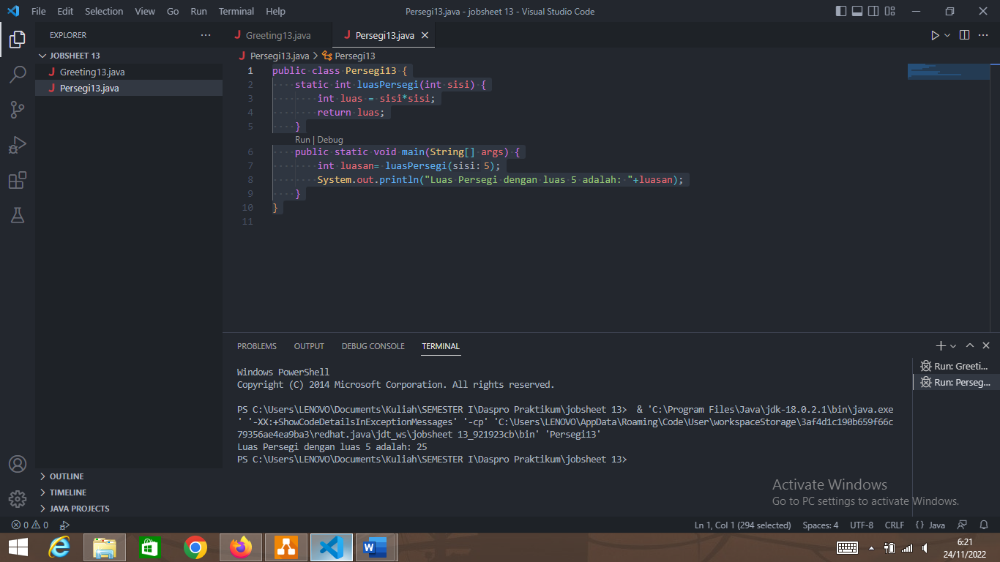 File Edit Selection View Go Run Terminal Help
Persegi13.java - jobsheet 13 - Visual Studio Code
EXPLORER
JOBSHEET 13
Greeting13.java
Persegi13.java
Greeting13.java
Persegi13.java
Persegi13.java > Persegi13
1 public class Persegi13 {
2 static int luasPersegi(int sisi) {
3 int luas = sisi*sisi;
4 return luas;
5 }
Run | Debug
6 public static void main(String[] args) {
7 int luasan= luasPersegi(sisi: 5);
8 System.out.println("Luas Persegi dengan luas 5 adalah: "+luasan);
9 }
10 }
11
PROBLEMS OUTPUT DEBUG CONSOLE TERMINAL
Windows PowerShell
Copyright (C) 2014 Microsoft Corporation. All rights reserved.
PS C:\Users\LENOVO\Documents\Kuliah\SEMESTER I\Daspro Praktikum\jobsheet 13>  & 'C:\Program Files\Java\jdk-18.0.2.1\bin\java.exe
' '-XX:+ShowCodeDetailsInExceptionMessages' '-cp' 'C:\Users\LENOVO\AppData\Roaming\Code\User\workspaceStorage\3af4d1c190b659f66c
79356ae4ea9ba3\redhat.java\jdt_ws\jobsheet 13_921923cb\bin' 'Persegi13'
Luas Persegi dengan luas 5 adalah: 25
PS C:\Users\LENOVO\Documents\Kuliah\SEMESTER I\Daspro Praktikum\jobsheet 13>
Run: Greeti...
Run: Perseg...
OUTLINE
TIMELINE
JAVA PROJECTS
Activate Windows
Go to PC settings to activate Windows.
0 0
Ln 1, Col 1 (294 selected) Spaces: 4 UTF-8 CRLF {} Java
6:21
24/11/2022